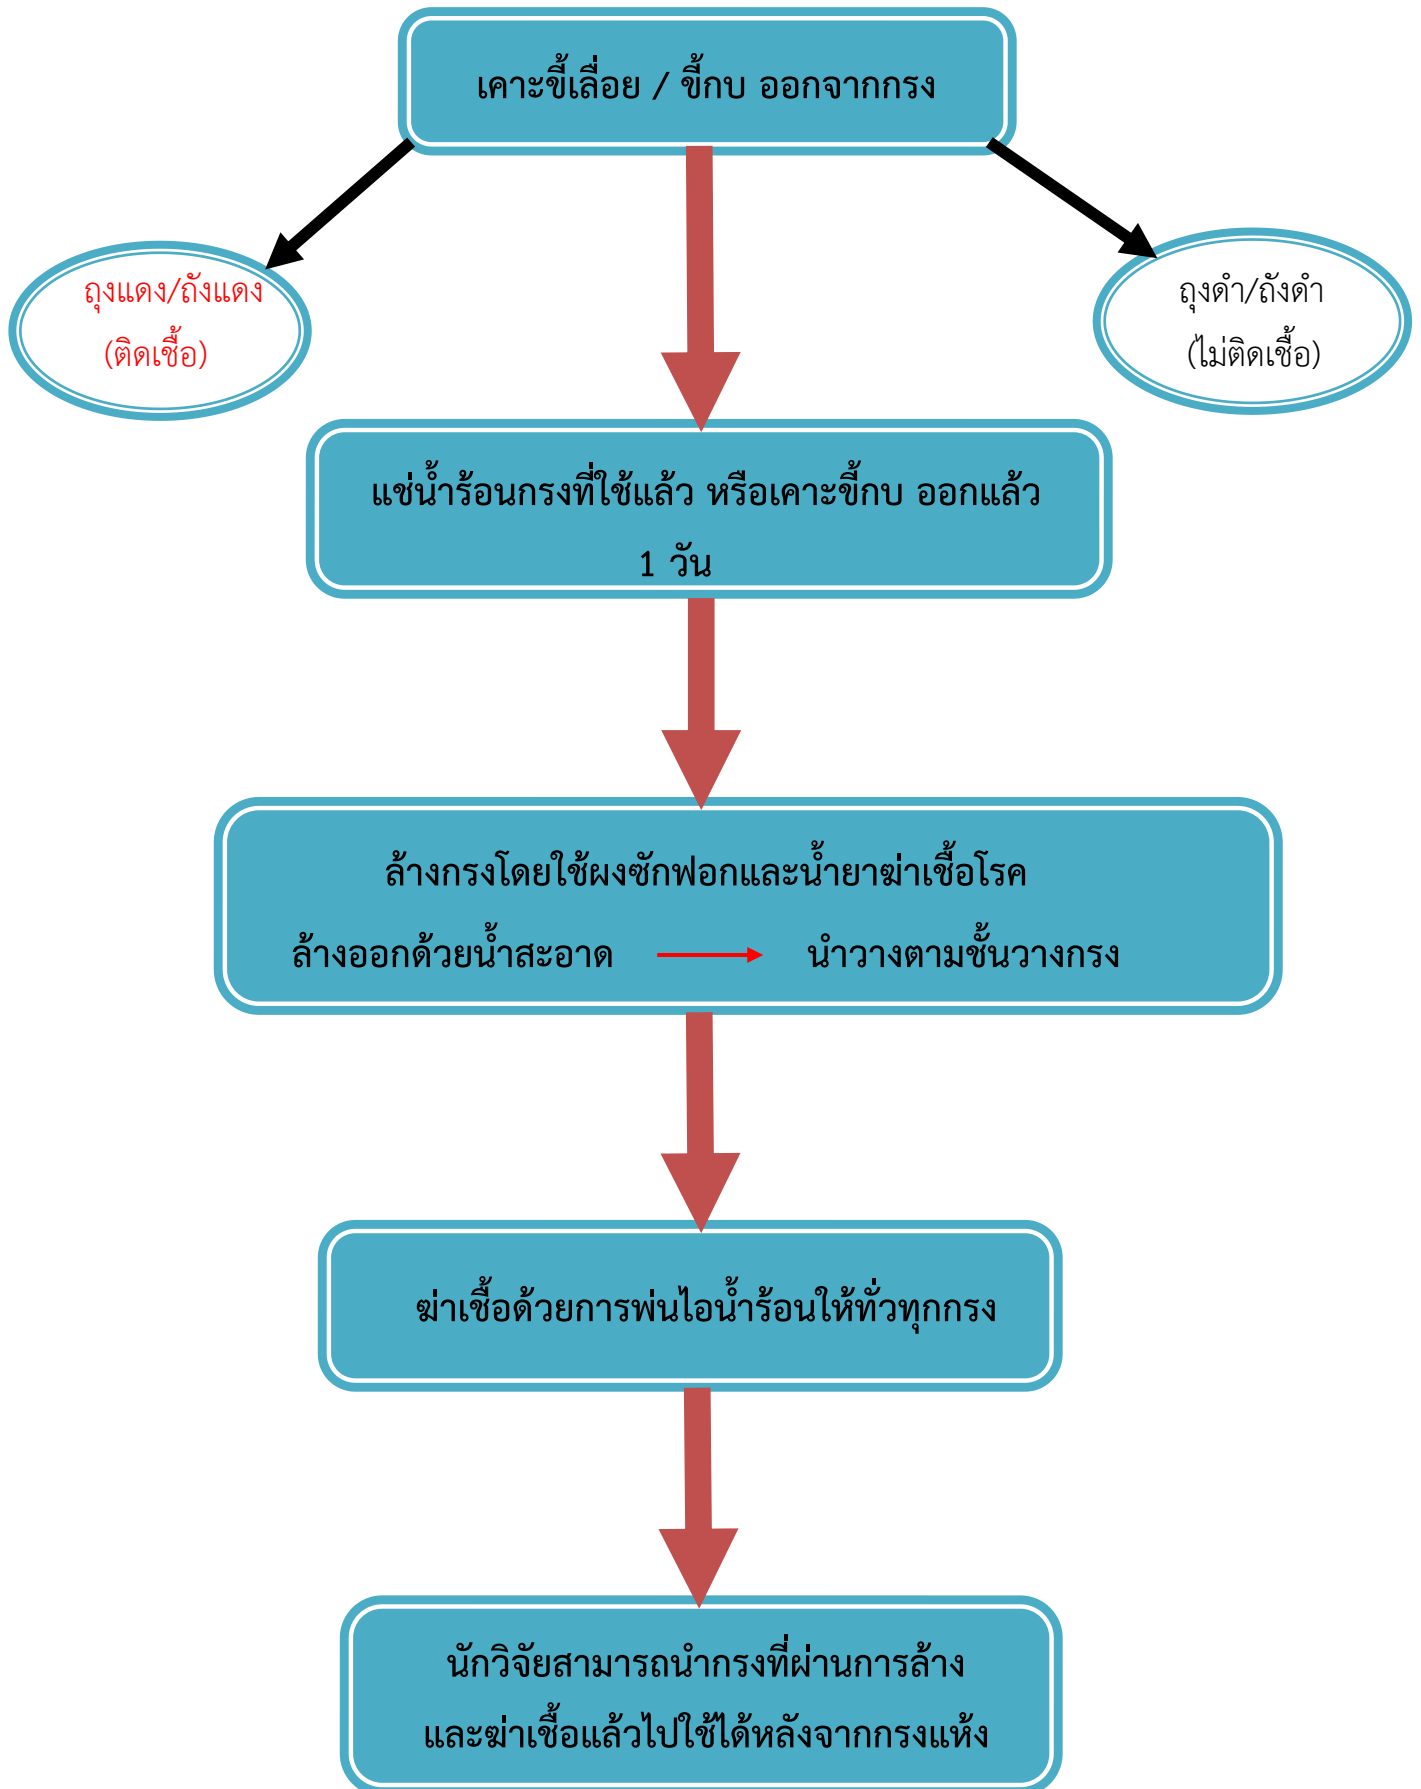 เคาะขี้เลื่อย / ขี้กบ ออกจากกรง
ถุงแดง/ถังแดง
(ติดเชื้อ)
ถุงดำ/ถังดำ
(ไม่ติดเชื้อ)
แช่น้ำร้อนกรงที่ใช้แล้ว หรือเคาะขี้กบ ออกแล้ว
1 วัน
ล้างกรงโดยใช้ผงซักฟอกและน้ำยาฆ่าเชื้อโรค
ล้างออกด้วยน้ำสะอาด นำวางตามชั้นวางกรง
ฆ่าเชื้อด้วยการพ่นไอน้ำร้อนให้ทั่วทุกกรง
นักวิจัยสามารถนำกรงที่ผ่านการล้าง
และฆ่าเชื้อแล้วไปใช้ได้หลังจากกรงแห้ง